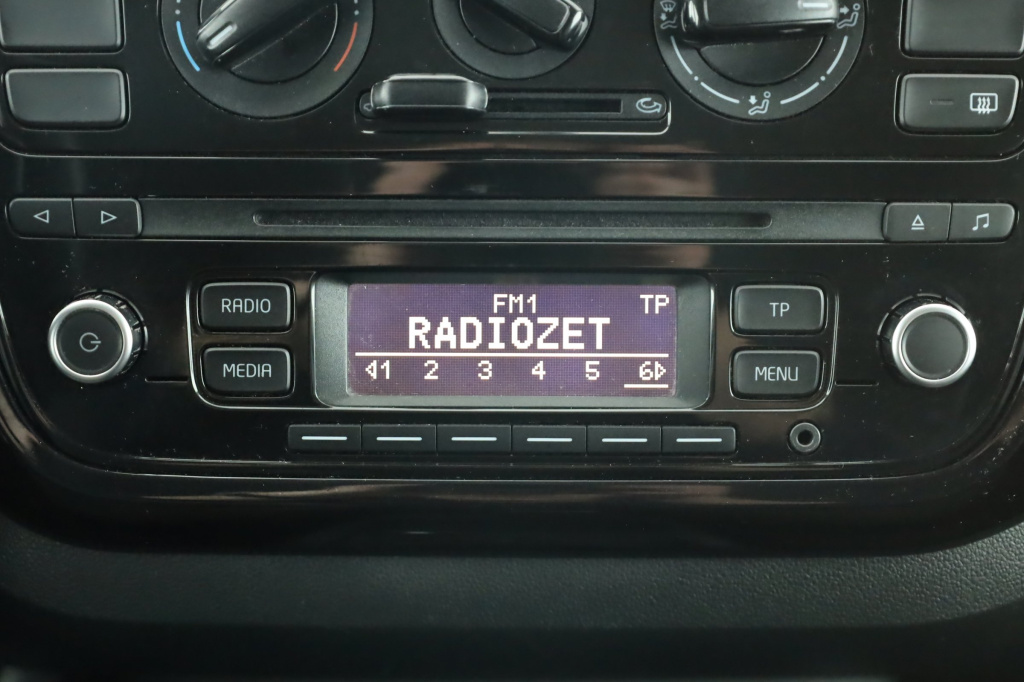 RADIO
MEDIA
FM1 TP
RADIOZET
1 2 3 4 5 6
TP
MENU